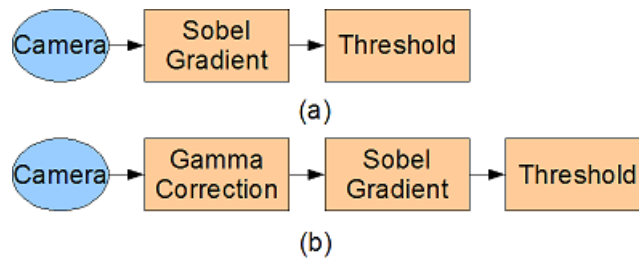 Camera
Sobel
Gradient
Threshold
(a)
Camera
Gamma
Correction
Sobel
Gradient
Threshold
(b)